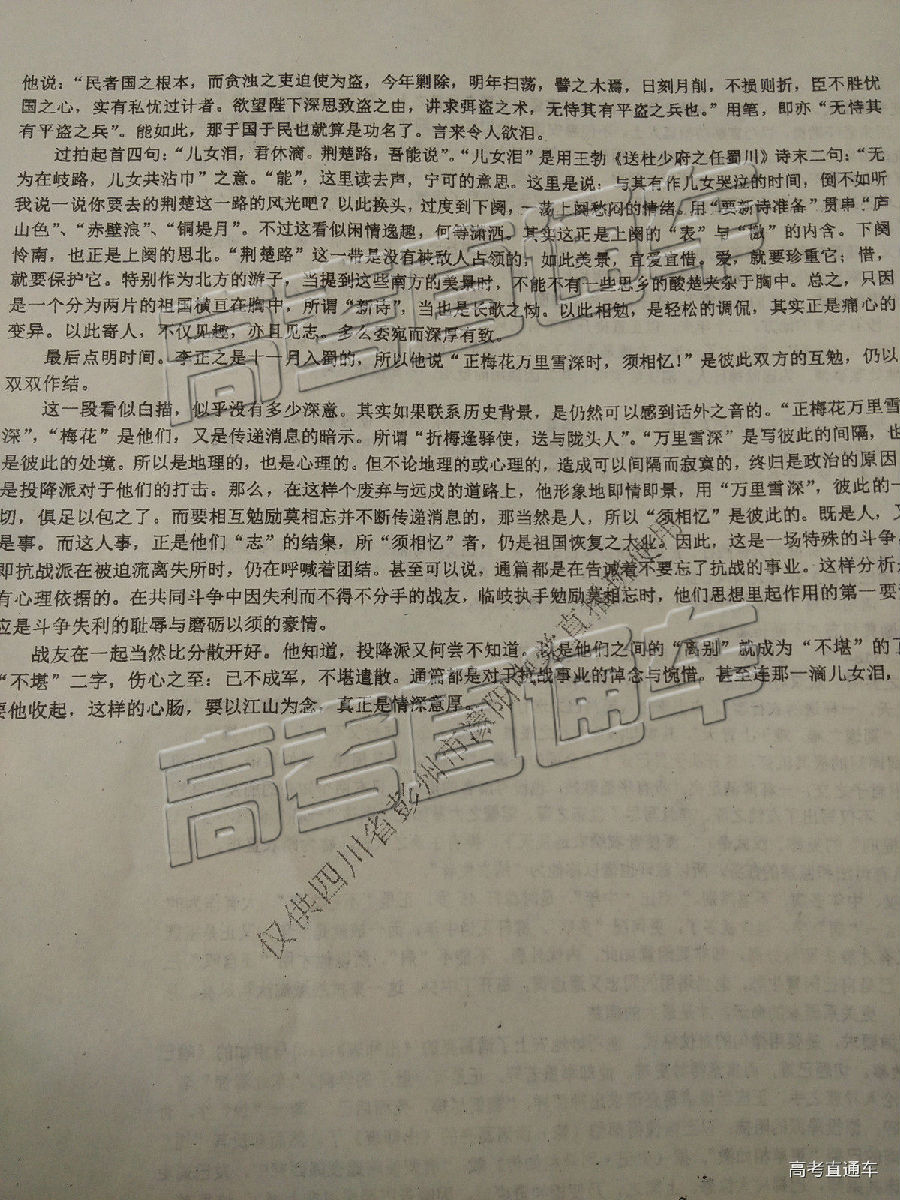 他说：“民者国之根本，而贪浊之吏迫使为盗，今年剿除，明年扫荡，譬之木焉，日刻月削，不损则折，臣不胜忧
国之心，实有私忧过计者。欲望陛下深思致盗之由，讲求弭盗之术，无恃其有平盗之兵也。”用笔，即亦“无恃其
有平盗之兵”。能如此，那于国于民也就算是功名了。言来令人欲泪。
过拍起首四句：“儿女泪，君休滴。荆楚路，吾能说”。“儿女泪”是用王勃《送杜少府之任蜀川》诗末二句：“无
为在岐路，儿女共沾巾”之意。“能”，这里读去声，宁可的意思。这里是说：与其有作儿女哭泣的时间，倒不如听
我说一说你要去的荆楚这一路的风光吧？以此换头，过度到下阕，一荡上阕愁闷的情绪。用“要新诗准备”贯串“庐
山色”、“赤壁浪”、“铜堤月”。不过这看似闲情逸趣，何等潇洒。其实这正是上阕的“表”与“檄”的内含。下阕
怜南，也正是上阕的思北。“荆楚路”这一带是没有被敌人占领的，如此美景，宜爱宜惜。爱，就要珍重它；惜，
就要保护它。特别作为北方的游子，当提到这些南方的美景时，不能不有一些思乡的酸楚夹杂于胸中。总之，只因
是一个分为两片的祖国横亘在胸中，所谓“新诗”，当也是长歌之恸。以此相勉，是轻松的调侃，其实正是痛心的
变异。以此寄人，不仅见趣，亦且见志。多么委宛而深厚有致。
最后点明时间。李正之是十一月入蜀的，所以他说“正梅花万里雪深时，须相忆！”是彼此双方的互勉，仍以
双双作结。
这一段看似白描，似乎没有多少深意。其实如果联系历史背景，是仍然可以感到话外之音的。“正梅花万里雪
深”，“梅花”是他们，又是传递消息的暗示。所谓“折梅逢驿使，送与陇头人”。“万里雪深”是写彼此的间隔，也
是彼此的处境。所以是地理的，也是心理的。但不论地理的或心理的，造成可以间隔而寂寞的，终归是政治的原因
是投降派对于他们的打击。那么，在这样个废弃与远戍的道路上，他形象地即情即景，用“万里雪深”，彼此的一
切，俱足以包之了。而要相互勉励莫相忘并不断传递消息的，那当然是人，所以“须相忆”是彼此的。既是人，又
是事。而这人事，正是他们“志”的结集，所“须相忆”者，仍是祖国恢复之大业。因此，这是一场特殊的斗争，
即抗战派在被迫流离失所时，仍在呼喊着团结。甚至可以说，通篇都是在告诫着不要忘了抗战的事业。这样分析是
有心理依据的。在共同斗争中因失利而不得不分手的战友，临岐执手勉励莫相忘时，他们思想里起作用的第一要
应是斗争失利的耻辱与磨砺以须的豪情。
战友在一起当然比分散开好。他知道，投降派又何尝不知道。以是他们之间的“离别”就成为“不堪”的了
“不堪”二字，伤心之至：已不成军，不堪遣散。通篇都是对于抗战事业的悼念与惋惜。甚至连那一滴儿女泪，
要他收起，这样的心肠，要以江山为念，真正是情深意厚。
高考直通车
高考直通车
仅供四川省彭州市濛阳
高考直通车